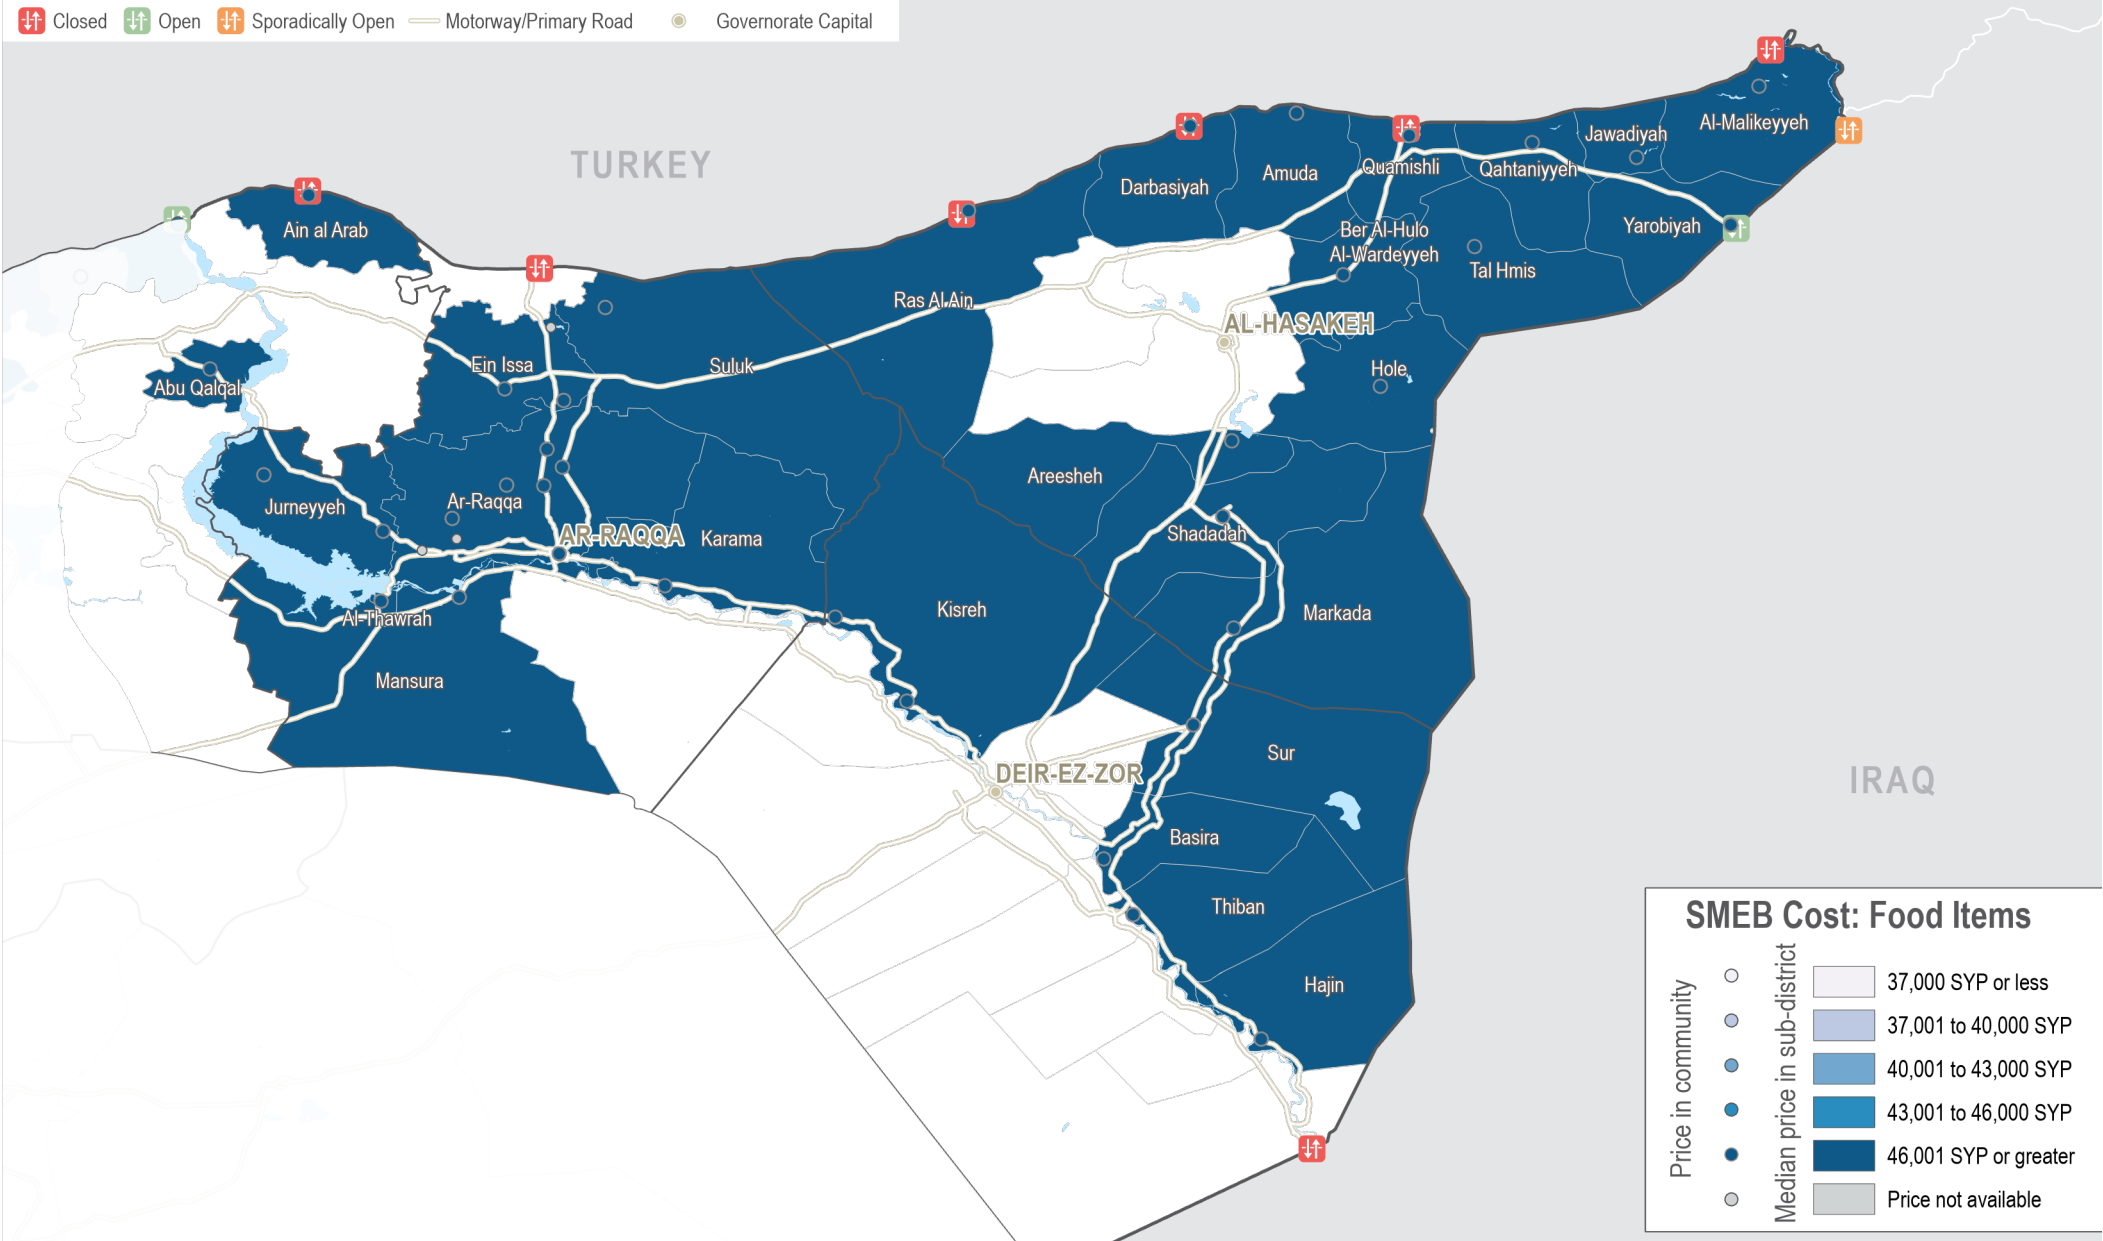 Closed
Open
Sporadically Open
Motorway/Primary Road
Governorate Capital
TURKEY
Al-Malikeyyeh
Jawadiyah
Quamishli
Qahtaniyyeh
Amuda
Darbasiyah
Ain al Arab
Yarobiyah
Ber Al-Hulo
Al-Wardeyyeh
Tal Hmis
Ras Al Ain
AL-HASAKEH
Ein Issa
Suluk
Hole
Abu Qalqal
Areesheh
Ar-Raqqa
Jurneyyeh
AR-RAQQA
Karama
Shadadah
Kisreh
Markada
Al-Thawrah
Mansura
Sur
DEIR-EZ-ZOR
IRAQ
Basira
Thiban
Hajin
SMEB Cost: Food Items
Price in community
Median price in sub-district
37,000 SYP or less
37,001 to 40,000 SYP
40,001 to 43,000 SYP
43,001 to 46,000 SYP
46,001 SYP or greater
Price not available